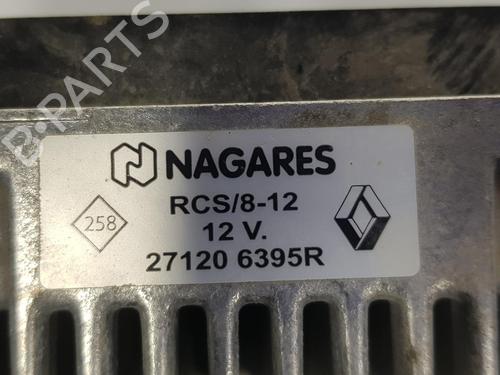 NAGARES
RCS/8-12
258
12 V.
27120 6395R
B-PARTS